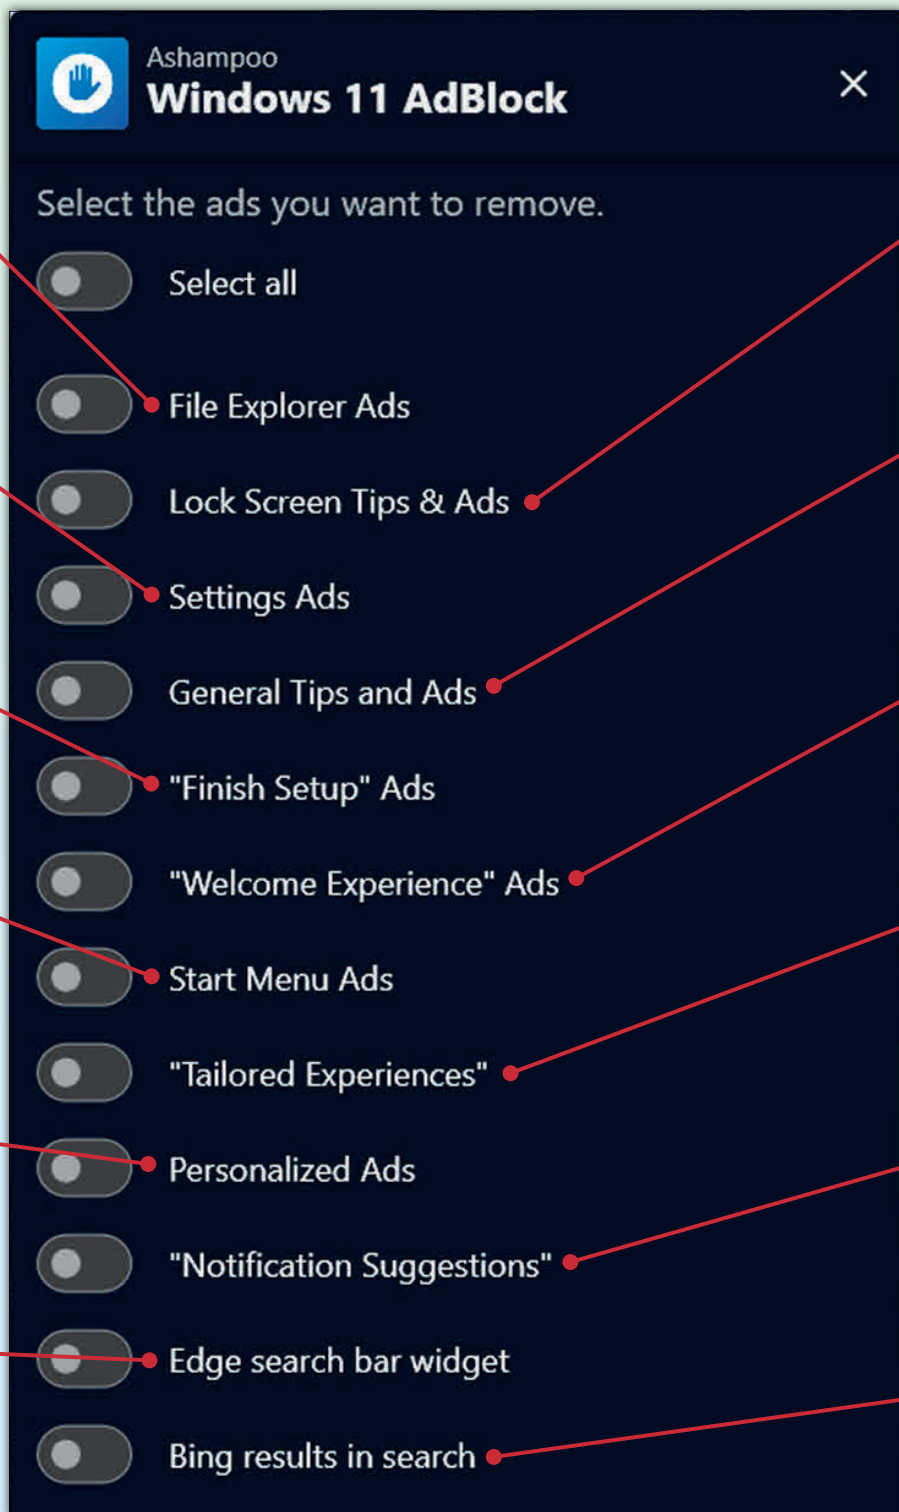 Ashampoo
Windows 11 AdBlock
Select the ads you want to remove.
Select all
File Explorer Ads
Lock Screen Tips & Ads
Settings Ads
General Tips and Ads
"Finish Setup" Ads
"Welcome Experience" Ads
Start Menu Ads
"Tailored Experiences"
Personalized Ads
"Notification Suggestions"
Edge search bar widget
Bing results in search